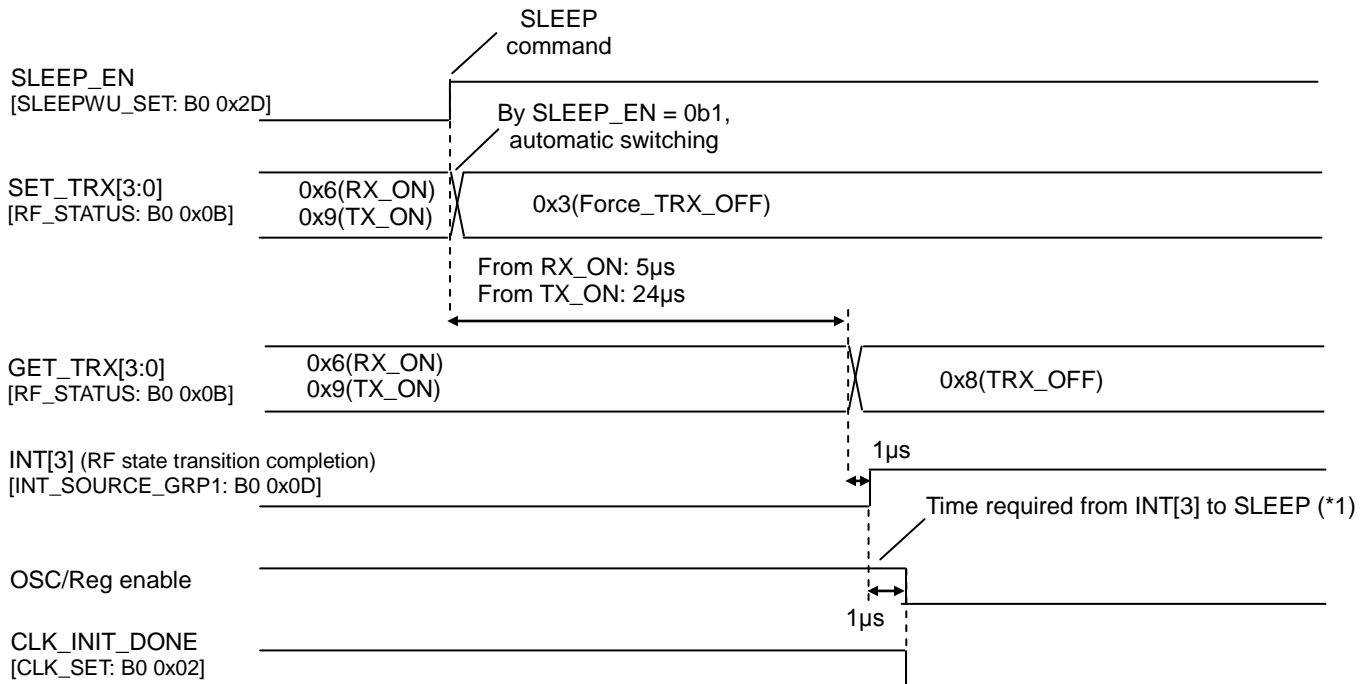 SLEEP
command
SLEEP_EN
[SLEEPWU_SET: B0 0x2D]
By SLEEP_EN = 0b1,
automatic switching
SET_TRX[3:0]
[RF_STATUS: B0 0x0B]
0x6(RX_ON)
0x9(TX_ON)
0x3(Force_TRX_OFF)
From RX_ON: 5µs
From TX_ON: 24µs
GET_TRX[3:0]
[RF_STATUS: B0 0x0B]
0x6(RX_ON)
0x9(TX_ON)
0x8(TRX_OFF)
INT[3] (RF state transition completion)
[INT_SOURCE_GRP1: B0 0x0D]
1µs
Time required from INT[3] to SLEEP (*1)
OSC/Reg enable
1µs
CLK_INIT_DONE
[CLK_SET: B0 0x02]